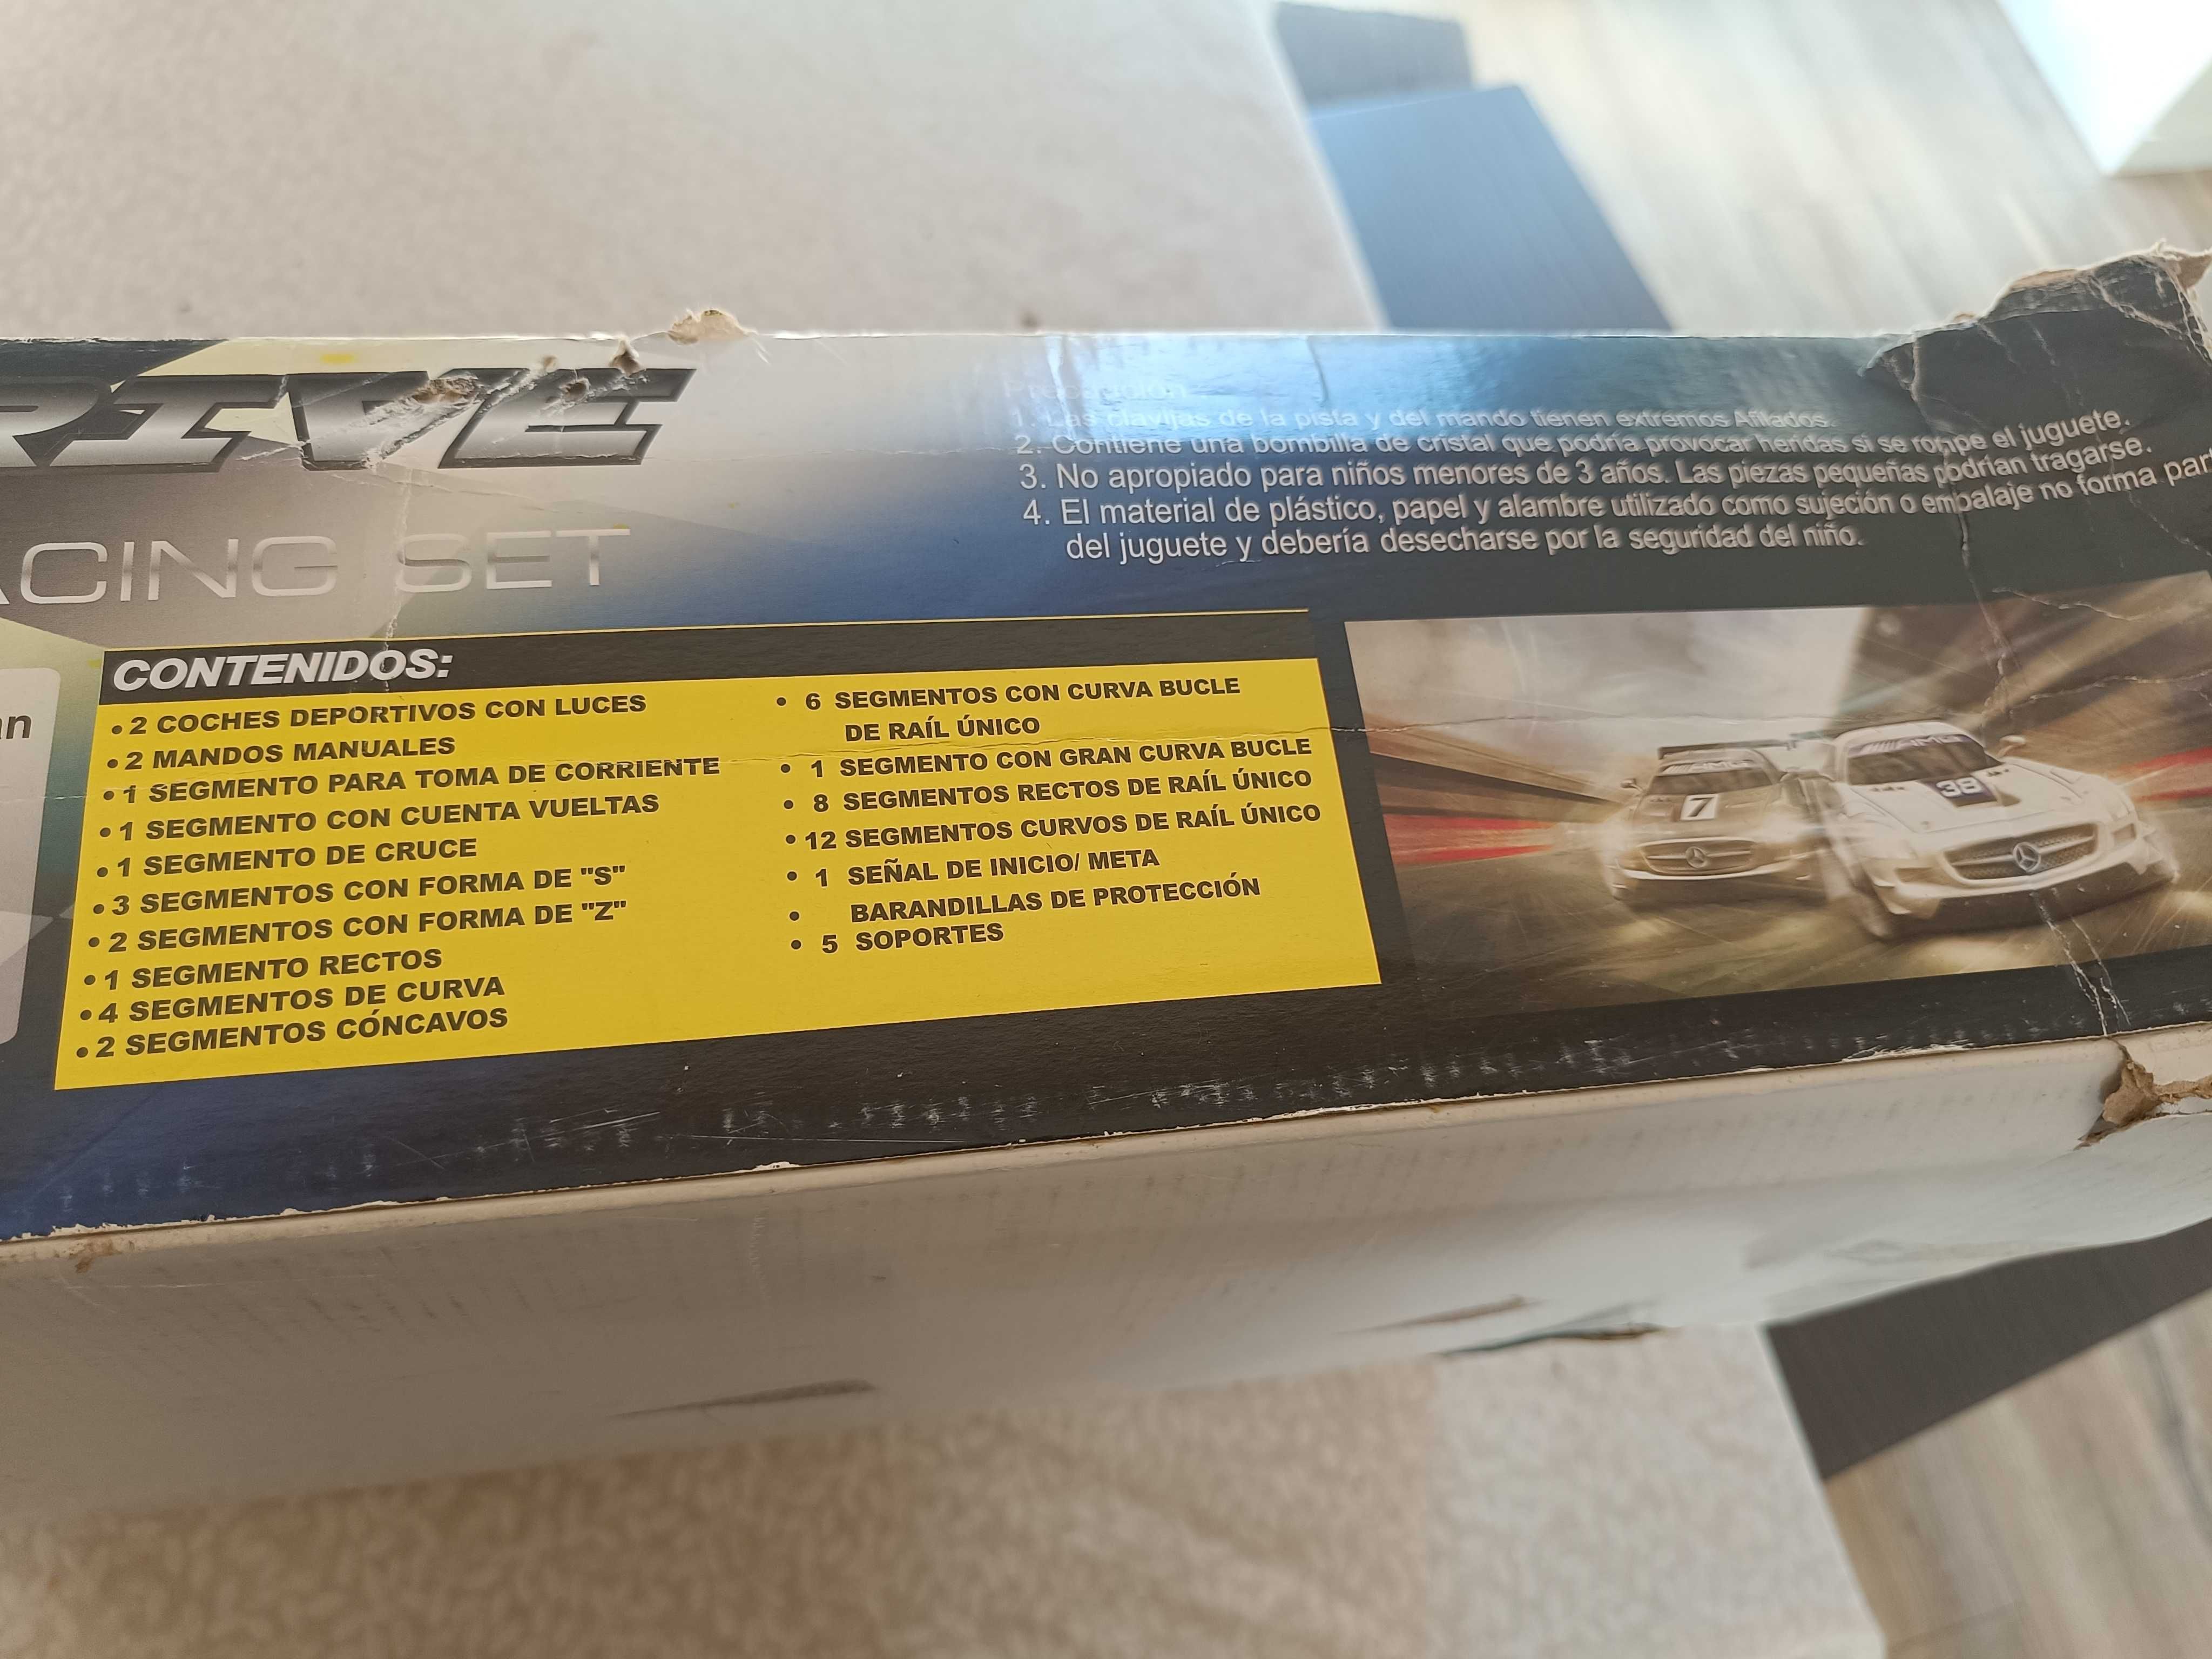 RIVE
ACING SET
an
Precaución
1. Las clavijas de la pista y del mando tienen extremos Afilados.
2. Contiene una bombilla de cristal que podría provocar heridas si se rompe el juguete.
3. No apropiado para niños menores de 3 años. Las piezas pequeñas podrían tragarse.
4. El material de plástico, papel y alambre utilizado como sujeción o embalaje no forma part
del juguete y debería desecharse por la seguridad del niño.
CONTENIDOS:
• 2 COCHES DEPORTIVOS CON LUCES
• 2 MANDOS MANUALES
• 1 SEGMENTO PARA TOMA DE CORRIENTE
• 1 SEGMENTO CON CUENTA VUELTAS
• 1 SEGMENTO DE CRUCE
• 3 SEGMENTOS CON FORMA DE "S"
• 2 SEGMENTOS CON FORMA DE "Z"
• 1 SEGMENTO RECTOS
• 4 SEGMENTOS DE CURVA
• 2 SEGMENTOS CÓNCAVOS
• 6 SEGMENTOS CON CURVA BUCLE
DE RAÍL ÚNICO
• 1 SEGMENTO CON GRAN CURVA BUCLE
• 8 SEGMENTOS RECTOS DE RAÍL ÚNICO
• 12 SEGMENTOS CURVOS DE RAÍL ÚNICO
• 1 SEÑAL DE INICIO/ META
• BARANDILLAS DE PROTECCIÓN
• 5 SOPORTES
7
AMG
38